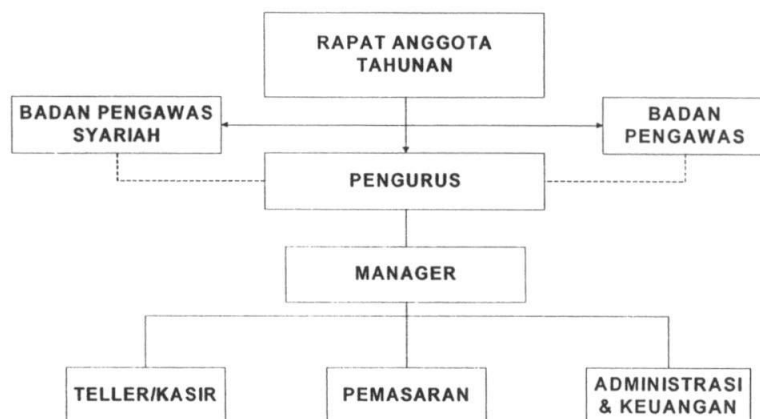 RAPAT ANGGOTA
TAHUNAN
BADAN PENGAWAS
SYARIAH
BADAN
PENGAWAS
PENGURUS
MANAGER
TELLER/KASIR
PEMASARAN
ADMINISTRASI
& KEUANGAN